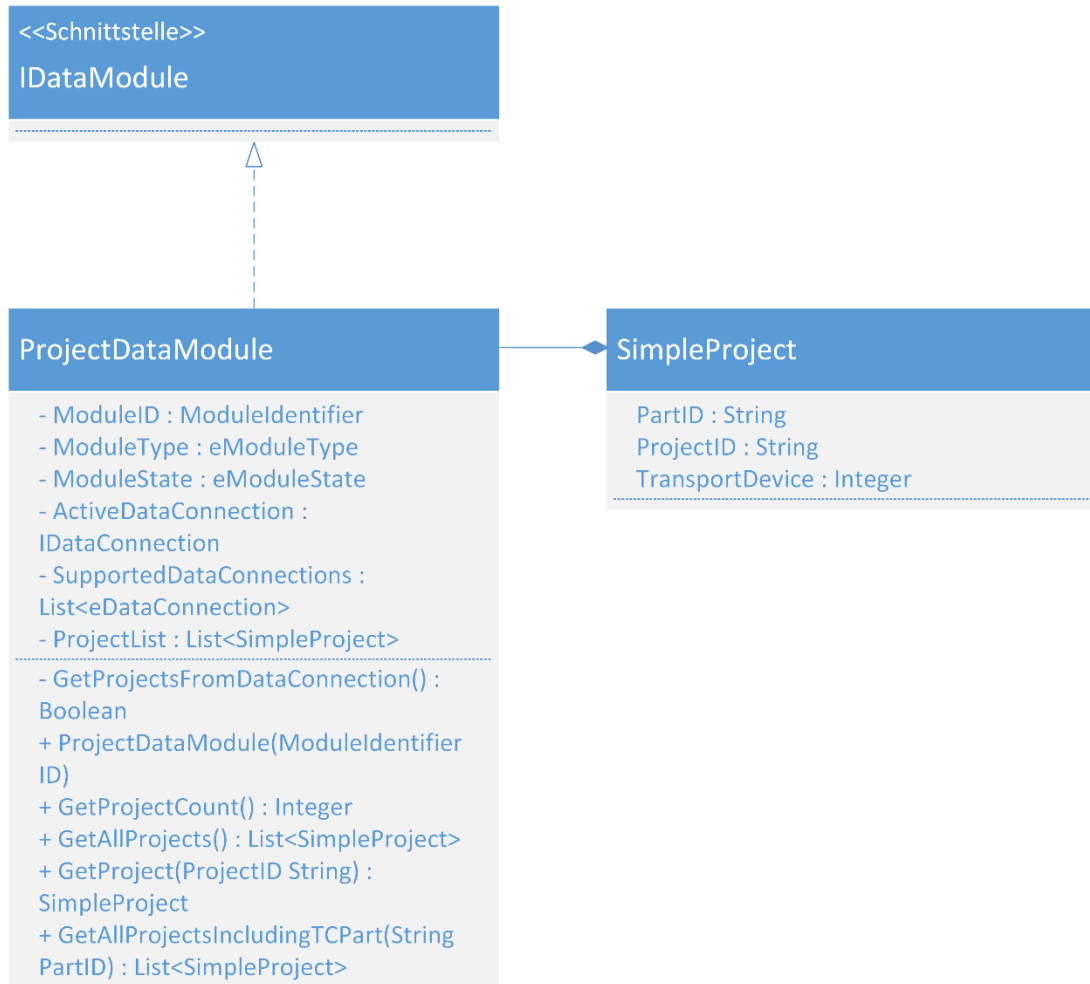 <<Schnittstelle>>
IDataModule
ProjectDataModule
- ModuleID : ModuleIdentifier
- ModuleType : eModuleType
- ModuleState : eModuleState
- ActiveDataConnection :
IDataConnection
- SupportedDataConnections :
List<eDataConnection>
- ProjectList : List<SimpleProject>
- GetProjectsFromDataConnection() :
Boolean
+ ProjectDataModule(ModuleIdentifier
ID)
+ GetProjectCount() : Integer
+ GetAllProjects() : List<SimpleProject>
+ GetProject(ProjectID String) :
SimpleProject
+ GetAllProjectsIncludingTCPart(String
PartID) : List<SimpleProject>
SimpleProject
PartID : String
ProjectID : String
TransportDevice : Integer